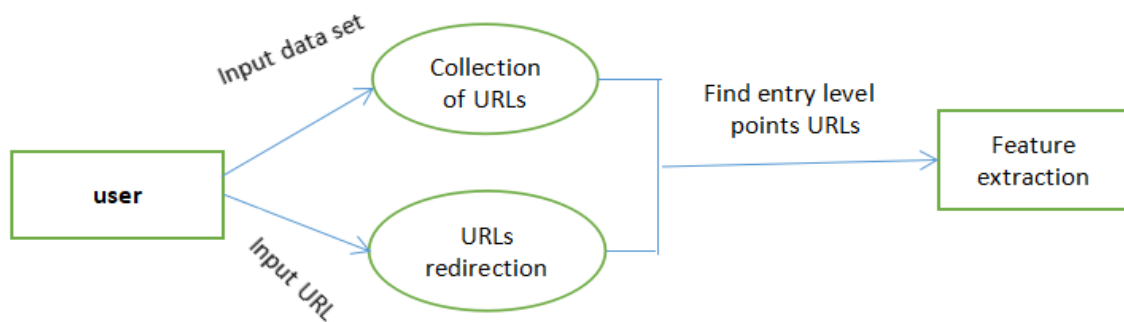 Input data set
Collection
of URLs
Find entry level
points URLs
Feature
extraction
user
URLs
redirection
Input URL